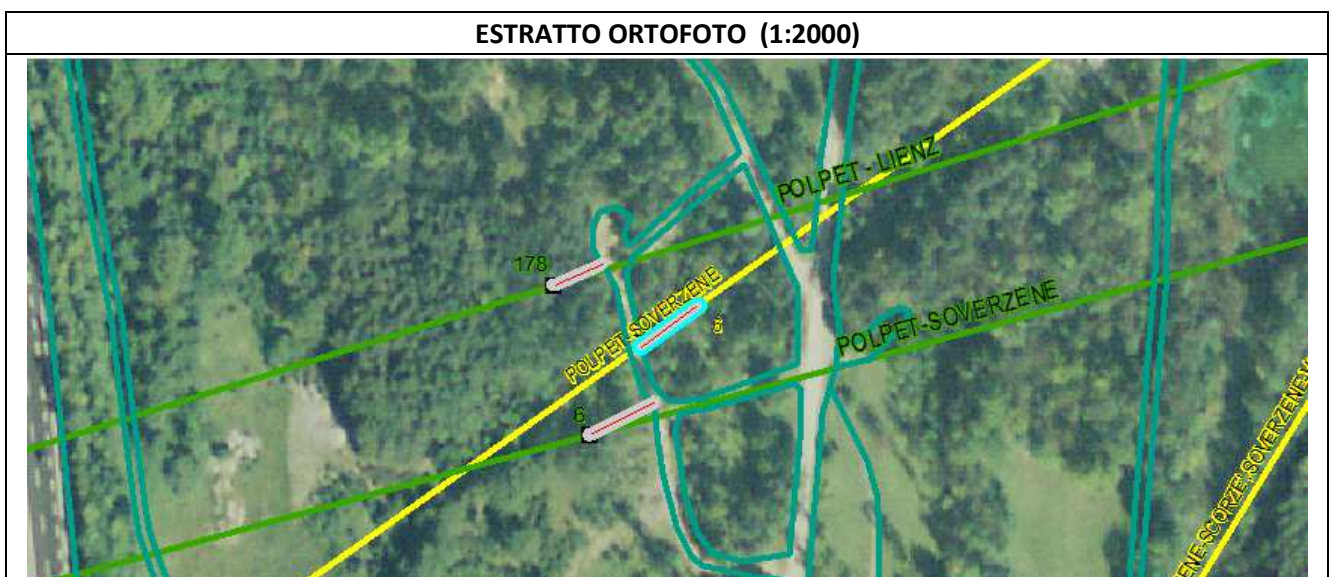 ESTRATTO ORTOFOTO (1:2000)
POLPET - LIENZ
178
POLPET-SOVERZENE
6
POLPET-SOVERZENE
6